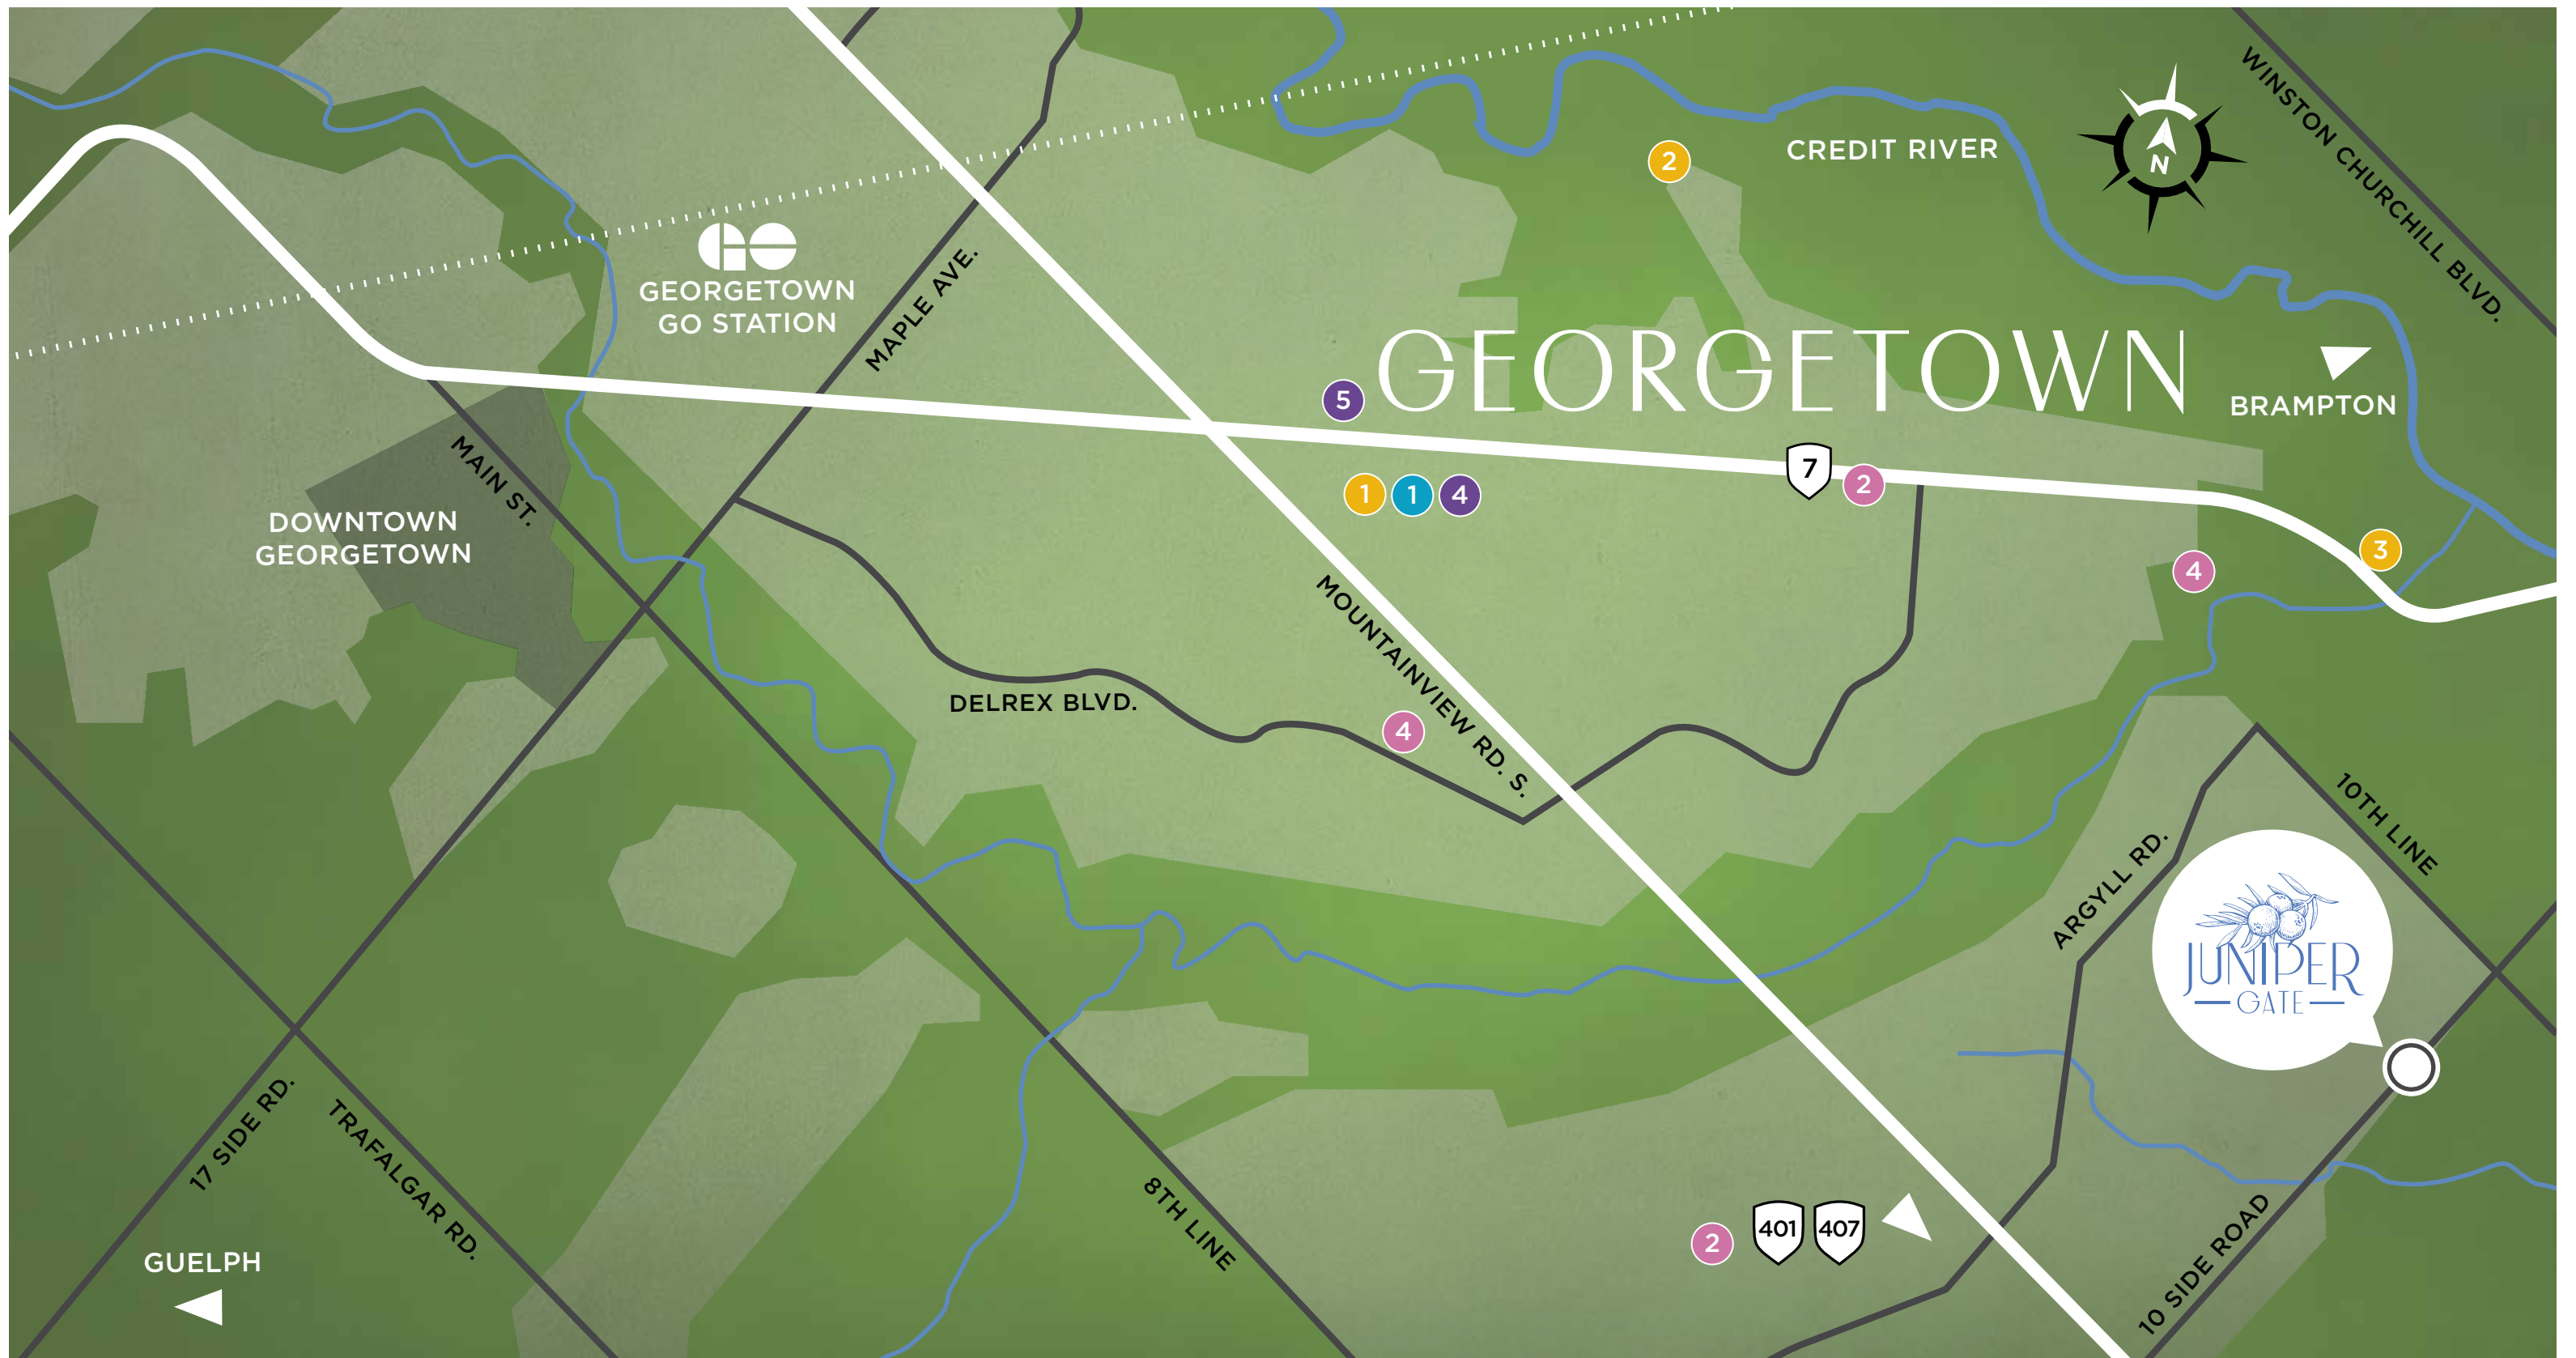 WINSTON CHURCHILL BLVD.
CREDIT RIVER
2
N
GEORGETOWN
GO STATION
MAPLE AVE.
GEORGETOWN
BRAMPTON
5
7
2
1
1
4
MAIN ST.
DOWNTOWN
GEORGETOWN
3
4
MOUNTAINVIEW RD. S.
DELREX BLVD.
4
10TH LINE
ARGYLL RD.
JUNIPER
GATE
17 SIDE RD.
TRAFALGAR RD.
8TH LINE
2
401
407
10 SIDE ROAD
GUELPH